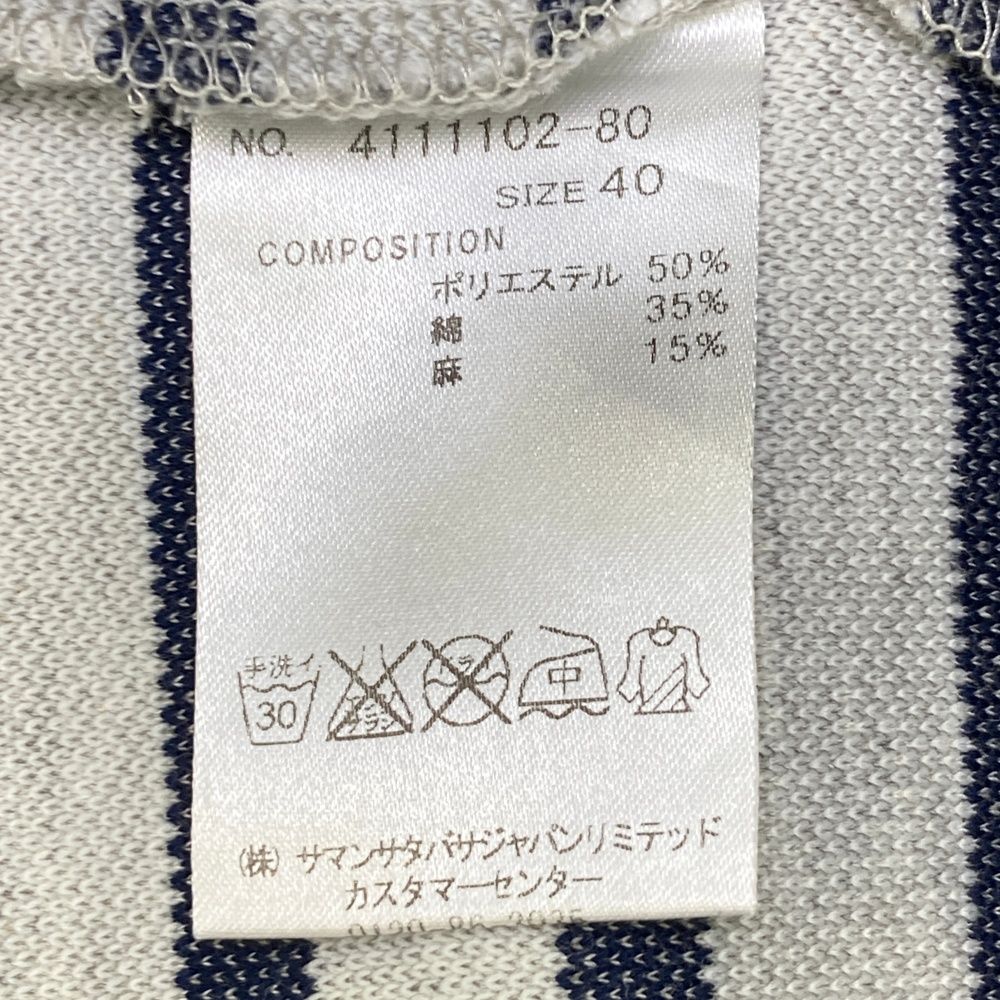 NO. 4111102-80
SIZE 40
COMPOSITION
ポリエステル 50%
綿 35%
麻 15%
手洗イ
30
中
(株) サマンサタバサジャパンリミテッド
カスタマーセンター